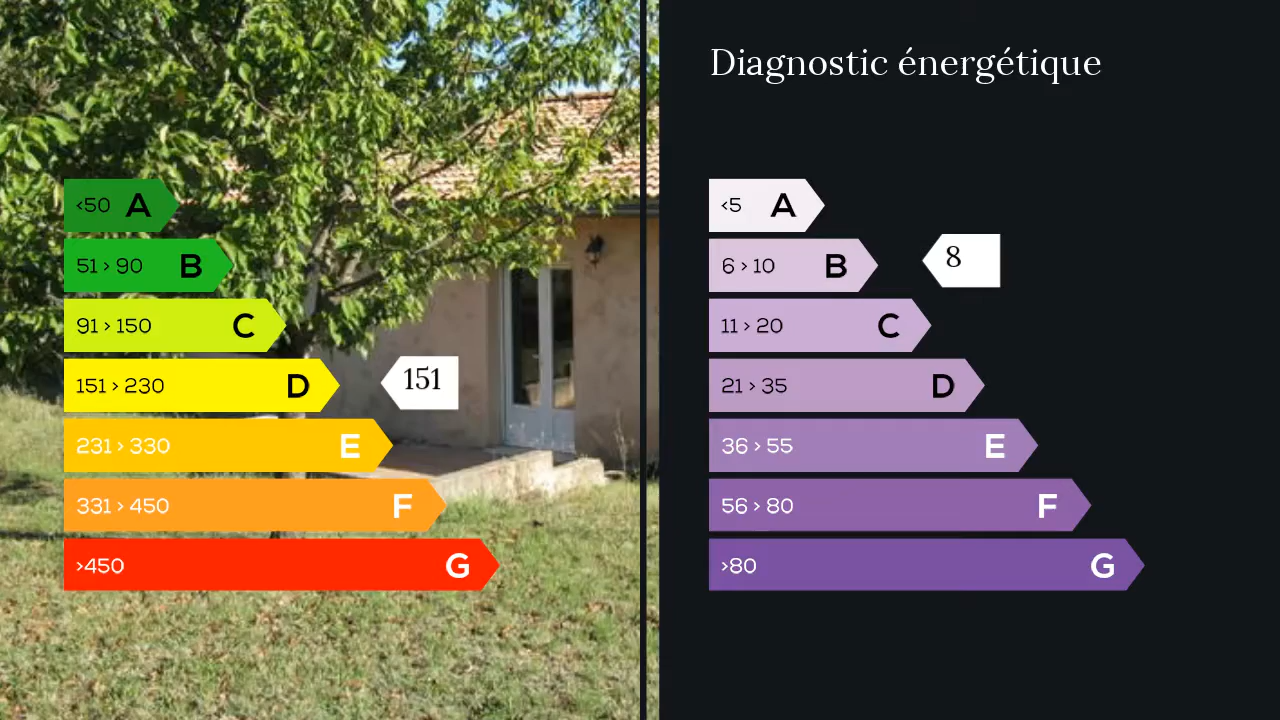 Diagnostic énergétique
<50 A
51 > 90 B
91 > 150 C
151 > 230 D
151
231 > 330 E
331 > 450 F
>450 G
<5 A
6 > 10 B
8
11 > 20 C
21 > 35 D
36 > 55 E
56 > 80 F
>80 G